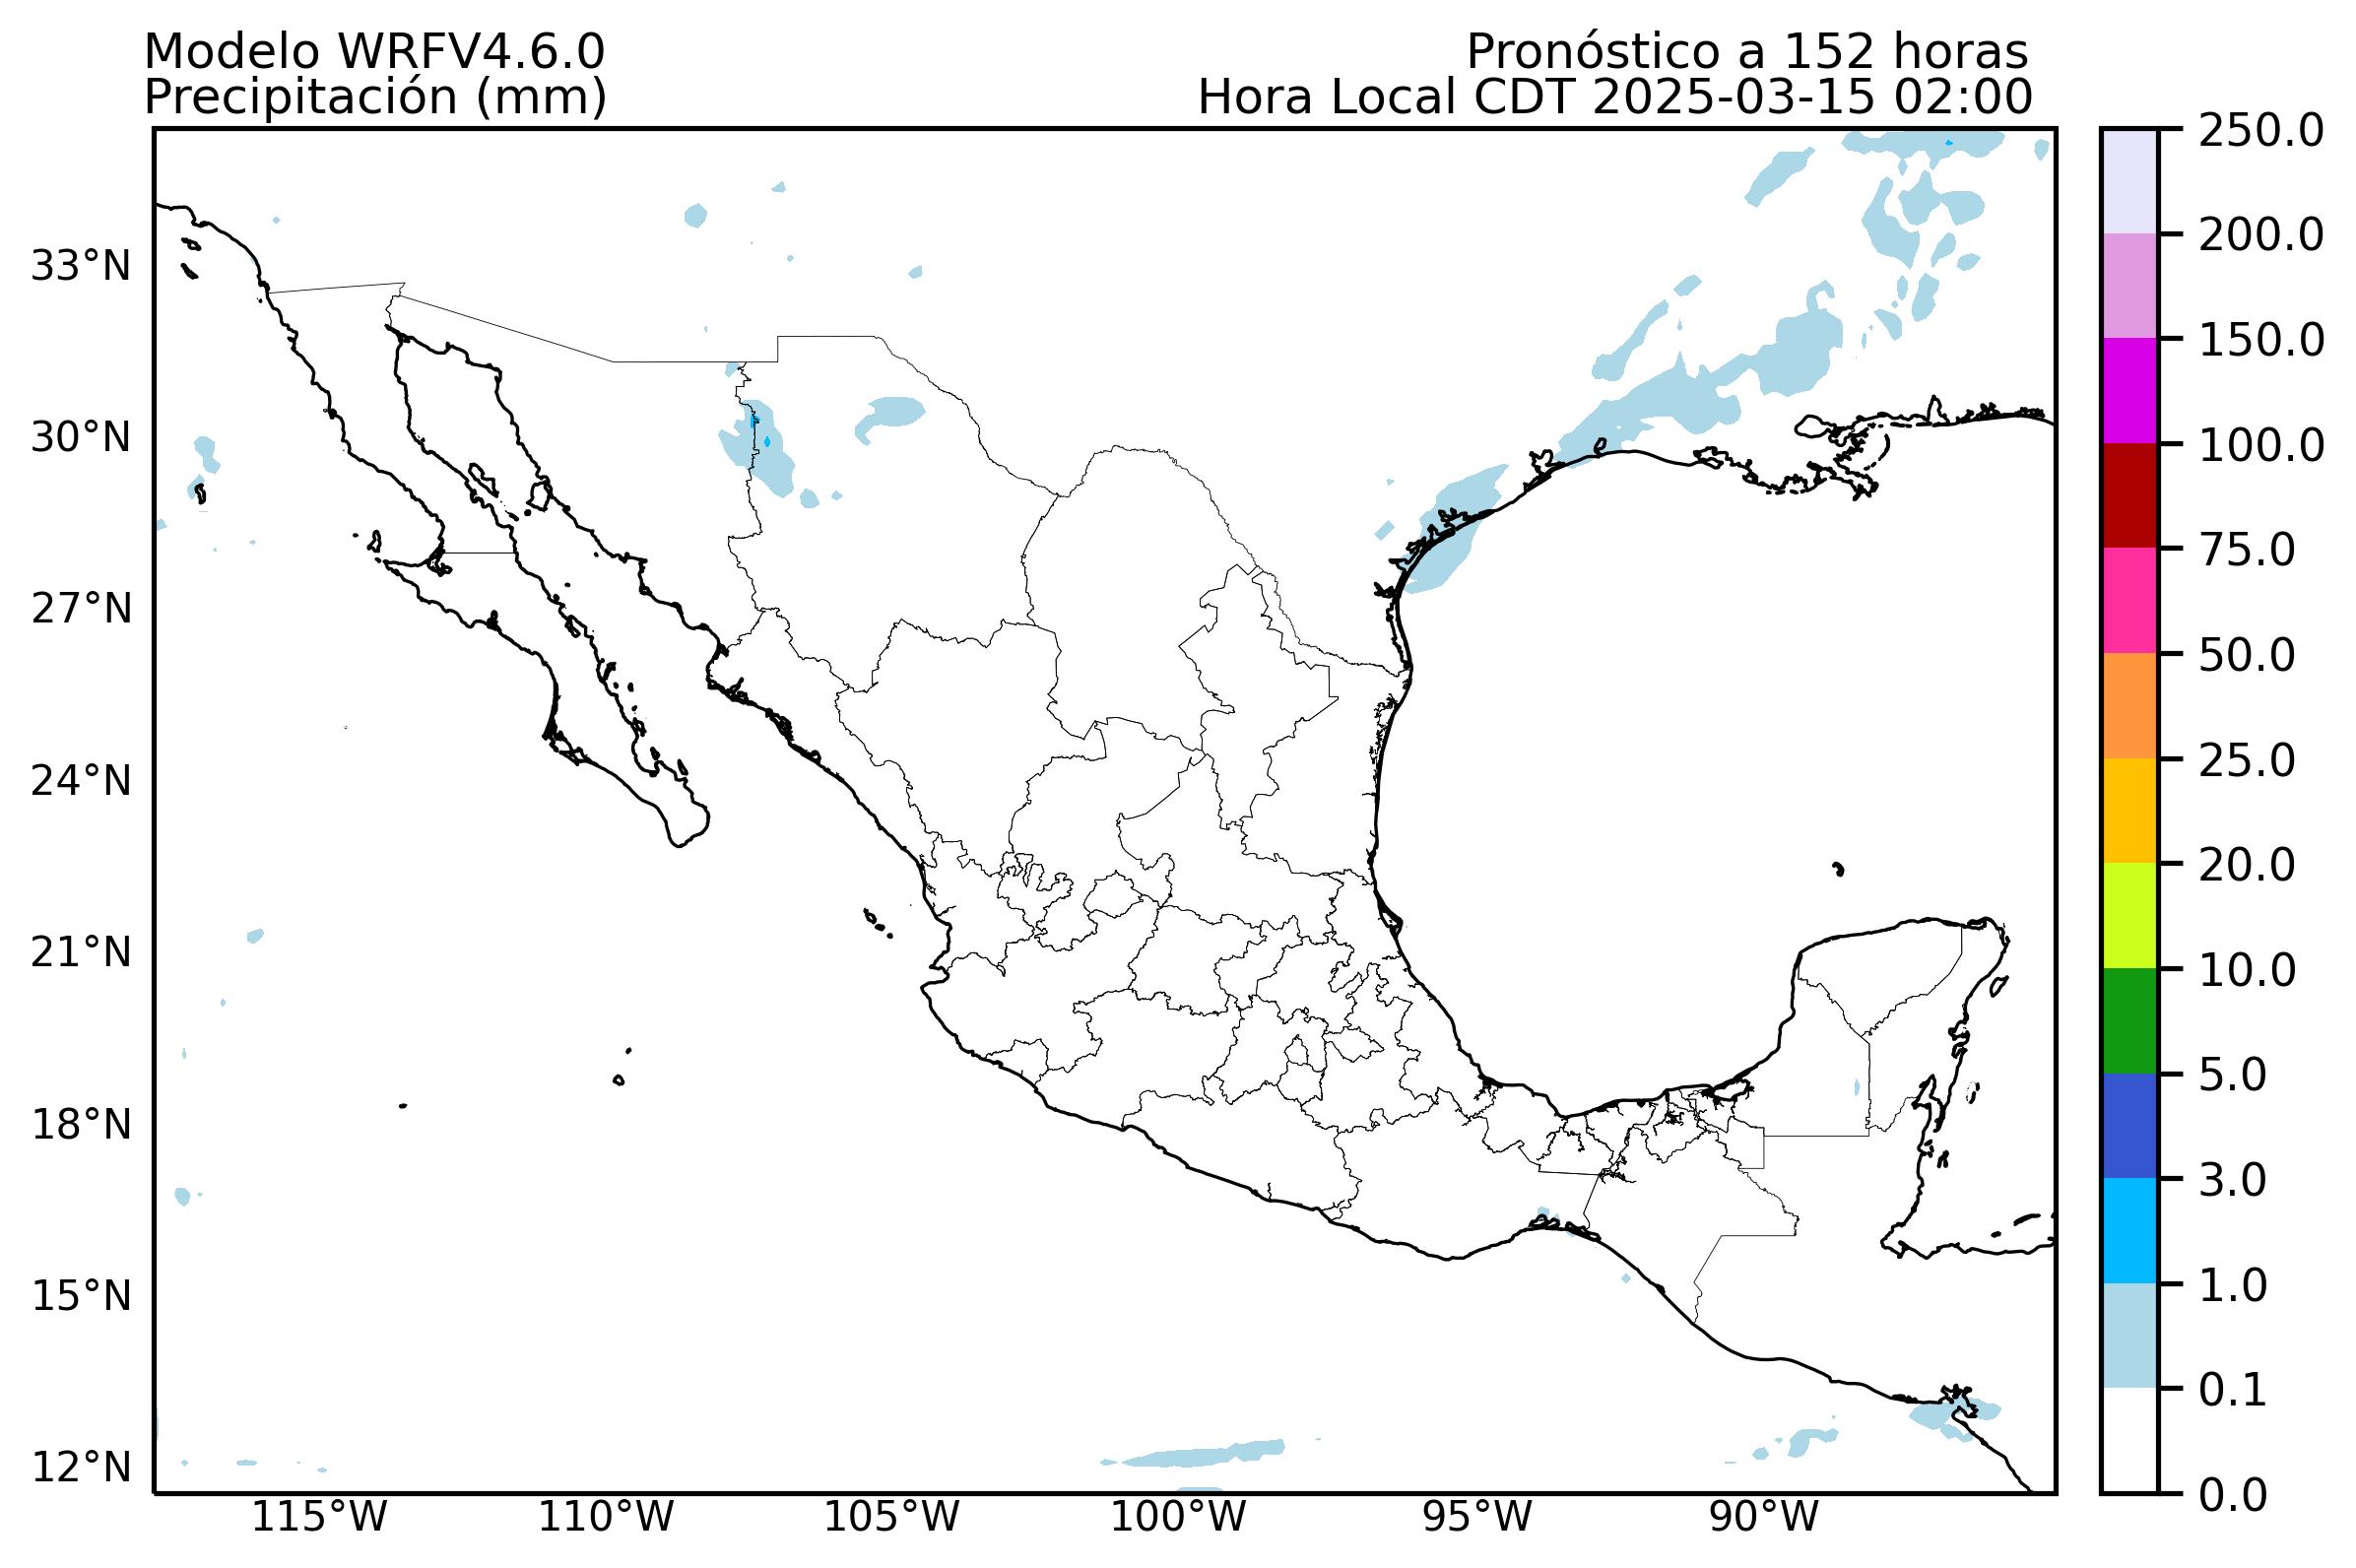 Modelo WRFV4.6.0
Precipitación (mm)
Pronóstico a 152 horas
Hora Local CDT 2025-03-15 02:00
33°N
30°N
27°N
24°N
21°N
18°N
15°N
12°N
115°W
110°W
105°W
100°W
95°W
90°W
250.0
200.0
150.0
100.0
75.0
50.0
25.0
20.0
10.0
5.0
3.0
1.0
0.1
0.0